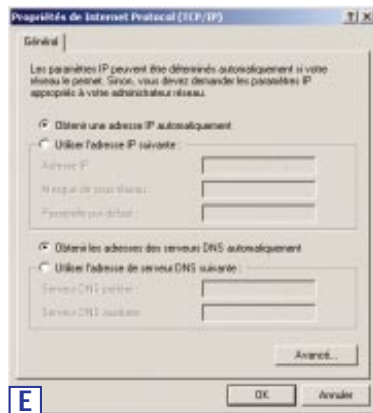 Propriétés de Internet Protocol (TCP/IP)
Général
Les paramètres IP peuvent être déterminés automatiquement si votre
réseau le permet. Sinon, vous devez demander les paramètres IP
appropriés à votre administrateur réseau.
Obtenir une adresse IP automatiquement
Utiliser l'adresse IP suivante :
Adresse IP :
Masque de sous-réseau :
Passerelle par défaut :
Obtenir les adresses des serveurs DNS automatiquement
Utiliser l'adresse de serveur DNS suivante :
Serveur DNS préféré :
Serveur DNS auxiliaire :
Avancé...
OK
Annuler
E